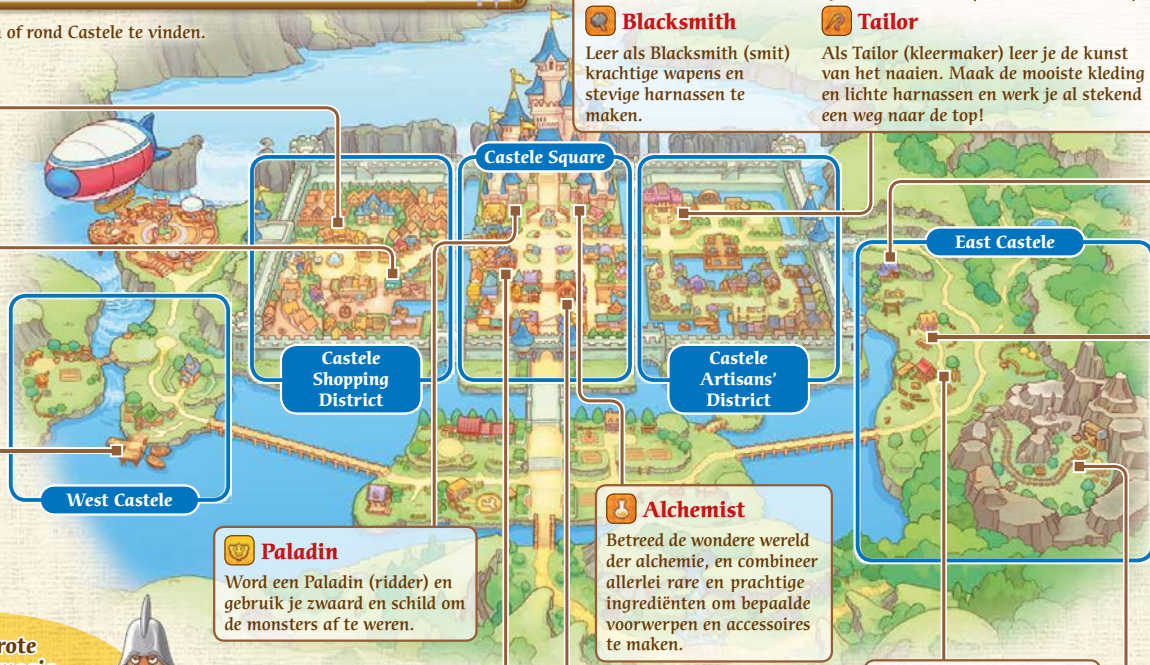 of rond Castele te vinden.
Blacksmith
Leer als Blacksmith (smit)
krachtige wapens en
stevige harnassen te
maken.
Tailor
Als Tailor (kleermaker) leer je de kunst
van het naaien. Maak de mooiste kleding
en lichte harnassen en werk je al stekend
een weg naar de top!
Castele Square
East Castele
Castele
Shopping
District
Castele
Artisans'
District
West Castele
Paladin
Word een Paladin (ridder) en
gebruik je zwaard en schild om
de monsters af te weren.
Alchemist
Betreed de wondere wereld
der alchemie, en combineer
allerlei rare en prachtige
ingrediënten om bepaalde
voorwerpen en accessoires
te maken.
rote